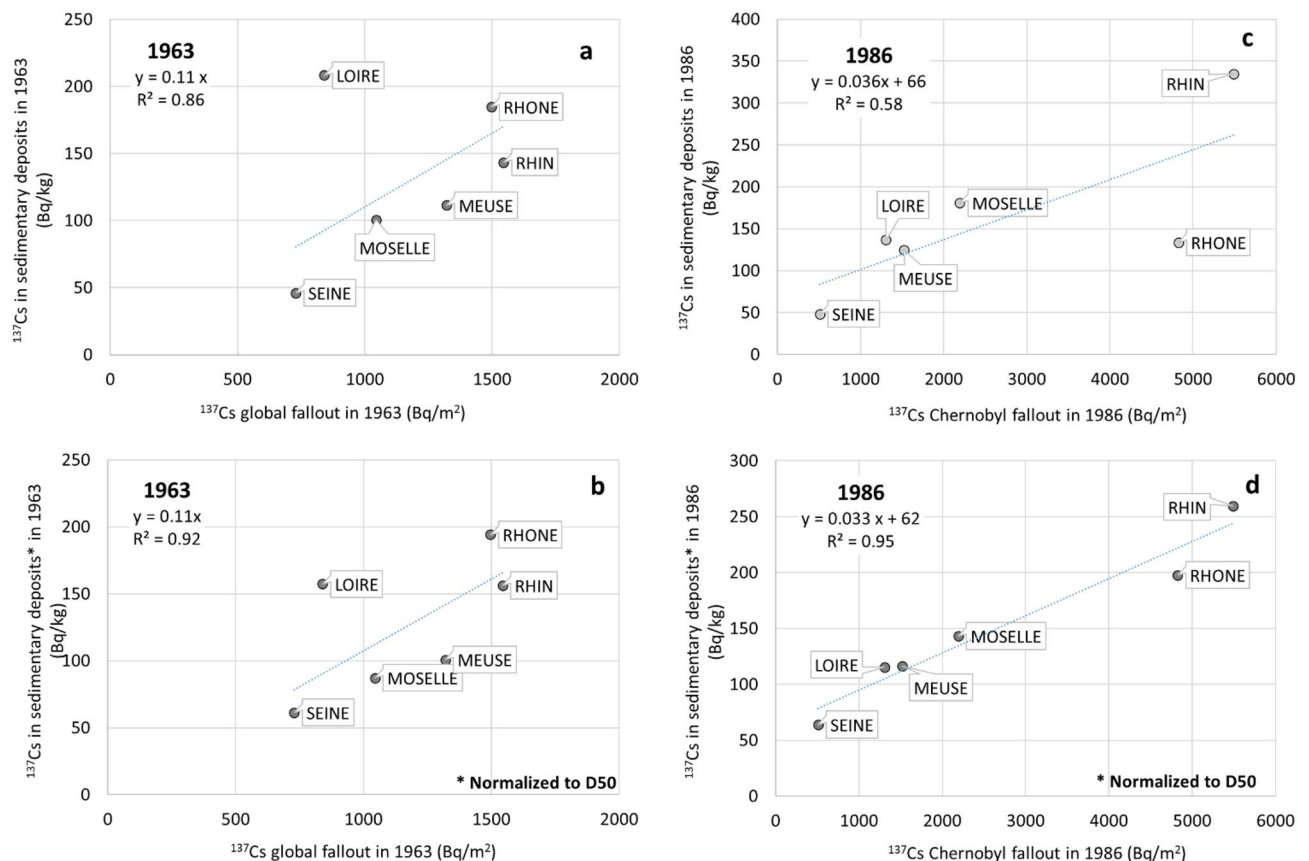 a
1963
y = 0.11 x
R² = 0.86
LOIRE
RHONE
RHIN
MEUSE
MOSELLE
SEINE
250
200
150
100
50
0
0 500 1000 1500 2000
¹³⁷Cs in sedimentary deposits in 1963
(Bq/kg)
¹³⁷Cs global fallout in 1963 (Bq/m²)
c
1986
y = 0.036x + 66
R² = 0.58
RHIN
MOSELLE
LOIRE
RHONE
MEUSE
SEINE
400
350
300
250
200
150
100
50
0
0 1000 2000 3000 4000 5000 6000
¹³⁷Cs in sedimentary deposits in 1986
(Bq/kg)
¹³⁷Cs Chernobyl fallout in 1986 (Bq/m²)
b
1963
y = 0.11x
R² = 0.92
RHONE
LOIRE
RHIN
MEUSE
MOSELLE
SEINE
* Normalized to D50
250
200
150
100
50
0
0 500 1000 1500 2000
¹³⁷Cs in sedimentary deposits* in 1963
(Bq/kg)
¹³⁷Cs global fallout in 1963 (Bq/m²)
d
1986
y = 0.033 x + 62
R² = 0.95
RHIN
RHONE
MOSELLE
LOIRE
MEUSE
SEINE
* Normalized to D50
300
250
200
150
100
50
0
0 1000 2000 3000 4000 5000 6000
¹³⁷Cs in sedimentary deposits* in 1986
(Bq/kg)
¹³⁷Cs Chernobyl fallout in 1986 (Bq/m²)